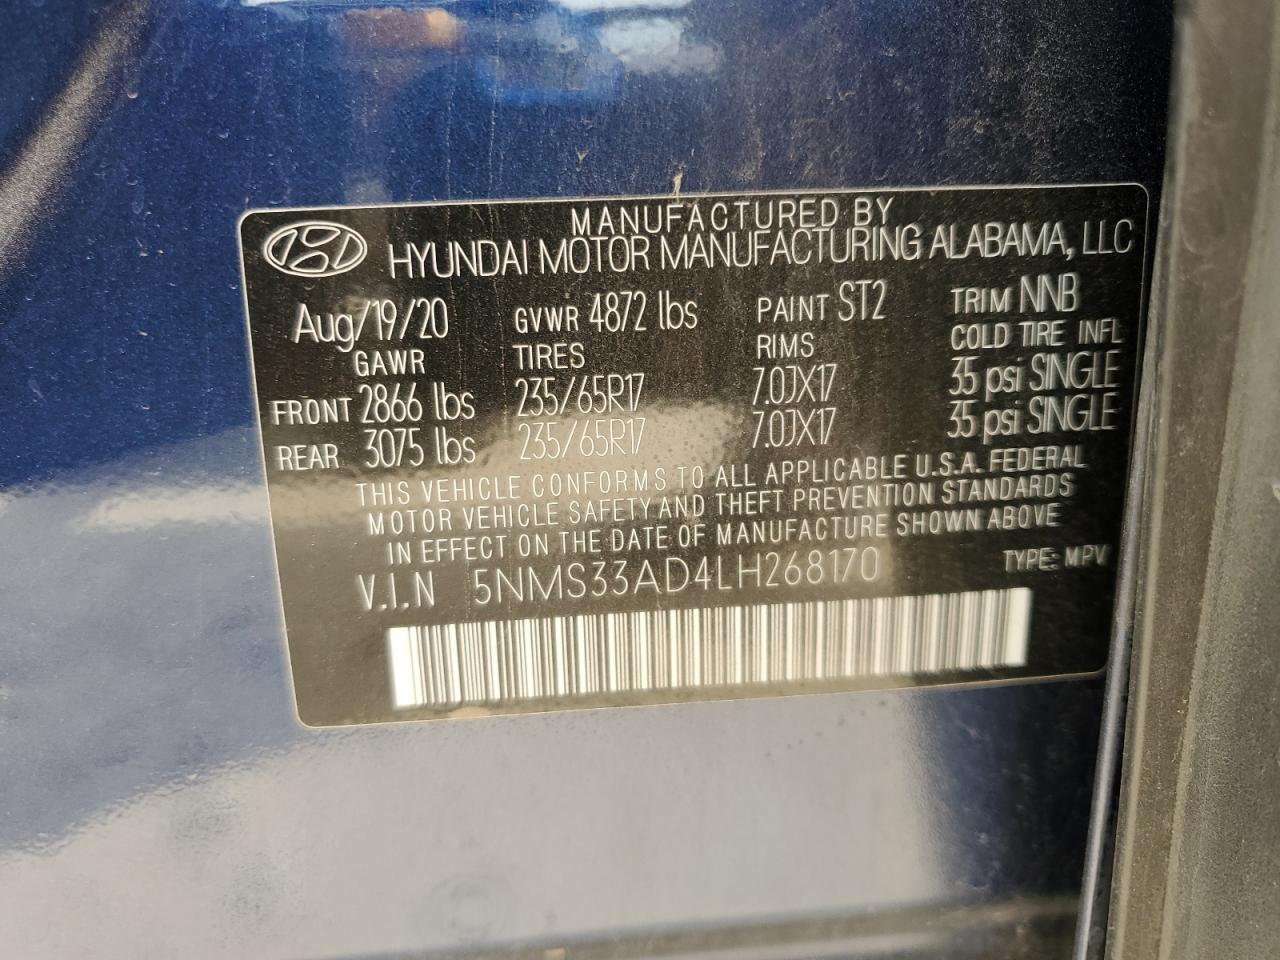 MANUFACTURED BY
HYUNDAI MOTOR MANUFACTURING ALABAMA, LLC
Aug/19/20 GVWR 4872 lbs PAINT ST2 TRIM NNB
GAWR TIRES RIMS COLD TIRE INFL
FRONT 2866 lbs 235/65R17 7.0JX17 35 psi SINGLE
REAR 3075 lbs 235/65R17 7.0JX17 35 psi SINGLE
THIS VEHICLE CONFORMS TO ALL APPLICABLE U.S.A. FEDERAL
MOTOR VEHICLE SAFETY AND THEFT PREVENTION STANDARDS
IN EFFECT ON THE DATE OF MANUFACTURE SHOWN ABOVE
V.I.N 5NMS33AD4LH268170 TYPE: MPV